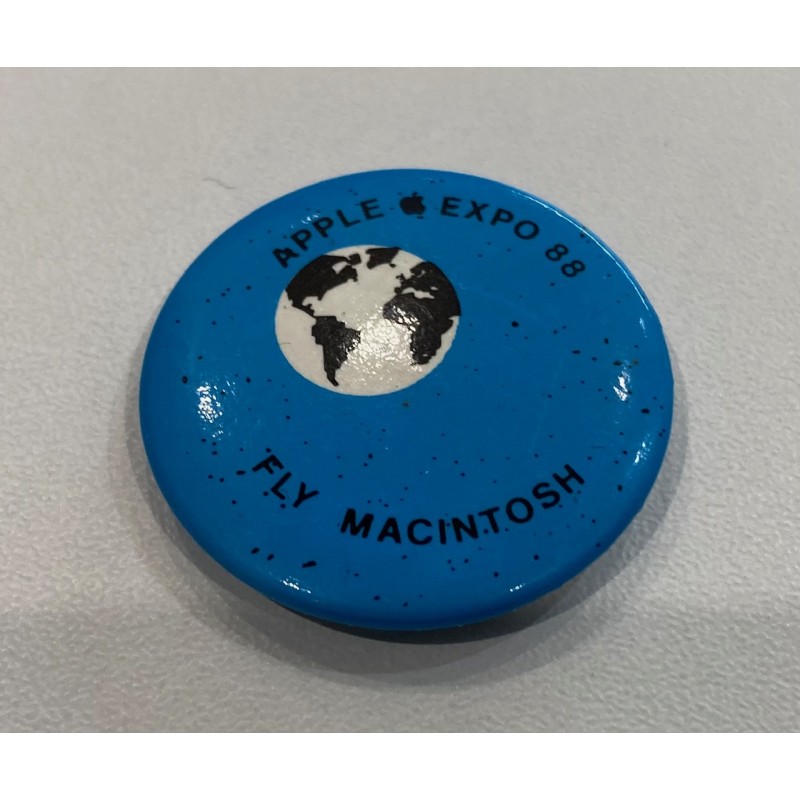 APPLE EXPO 88
FLY MACINTOSH